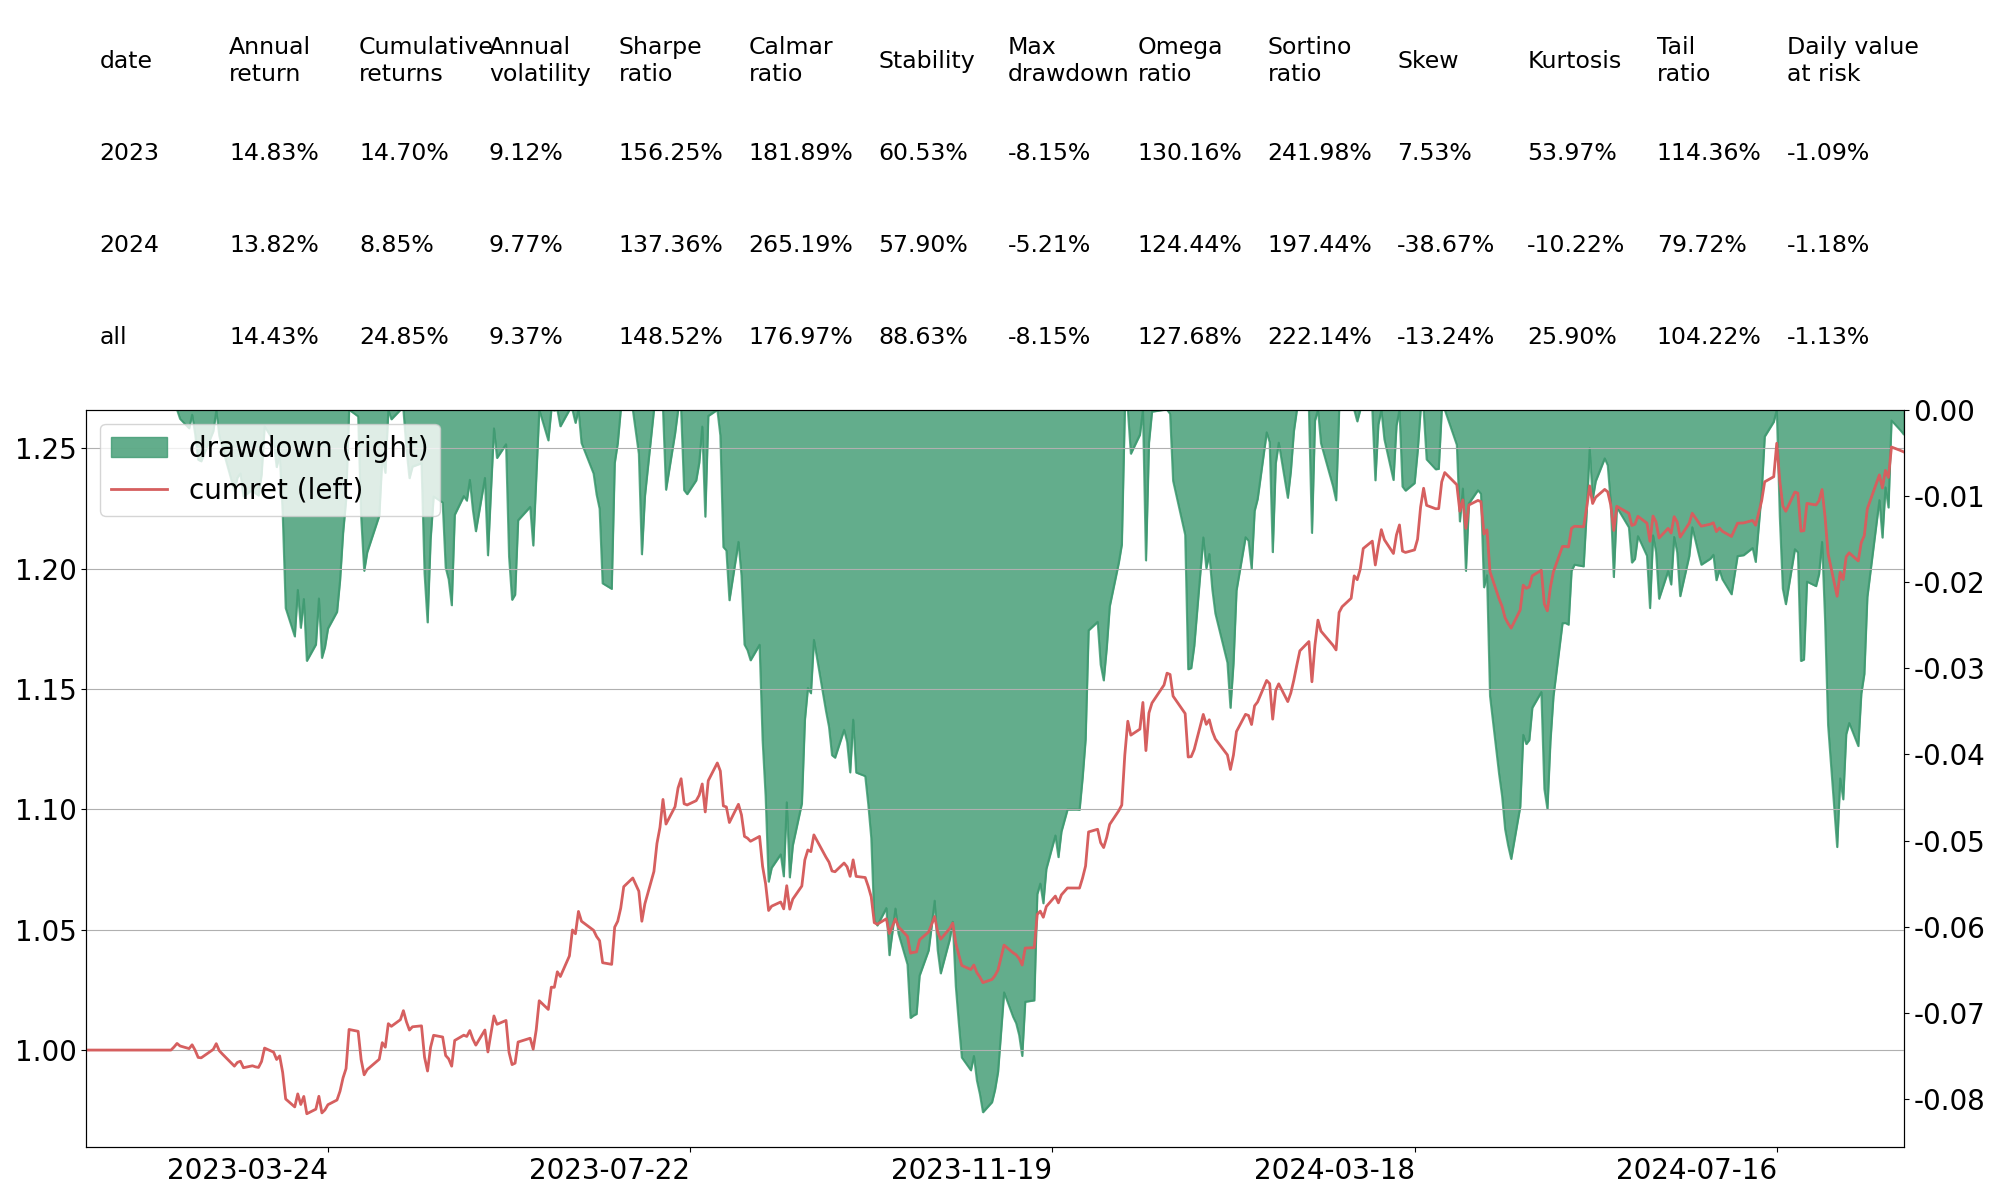 date Annual return Cumulative returns Annual volatility Sharpe ratio Calmar ratio Stability Max drawdown Omega ratio Sortino ratio Skew Kurtosis Tail ratio Daily value at risk
2023 14.83% 14.70% 9.12% 156.25% 181.89% 60.53% -8.15% 130.16% 241.98% 7.53% 53.97% 114.36% -1.09%
2024 13.82% 8.85% 9.77% 137.36% 265.19% 57.90% -5.21% 124.44% 197.44% -38.67% -10.22% 79.72% -1.18%
all 14.43% 24.85% 9.37% 148.52% 176.97% 88.63% -8.15% 127.68% 222.14% -13.24% 25.90% 104.22% -1.13%
drawdown (right)
cumret (left)
1.25
1.20
1.15
1.10
1.05
1.00
0.00
-0.01
-0.02
-0.03
-0.04
-0.05
-0.06
-0.07
-0.08
2023-03-24 2023-07-22 2023-11-19 2024-03-18 2024-07-16